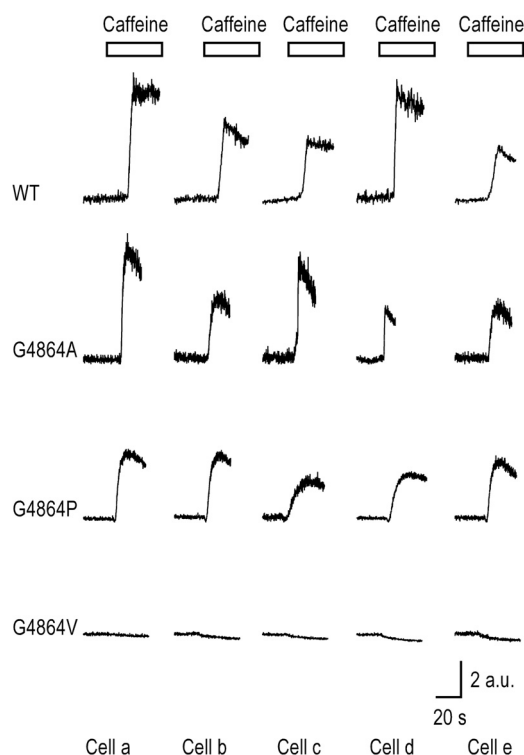 Caffeine Caffeine Caffeine Caffeine Caffeine
WT
G4864A
G4864P
G4864V
2 a.u.
20 s
Cell a Cell b Cell c Cell d Cell e